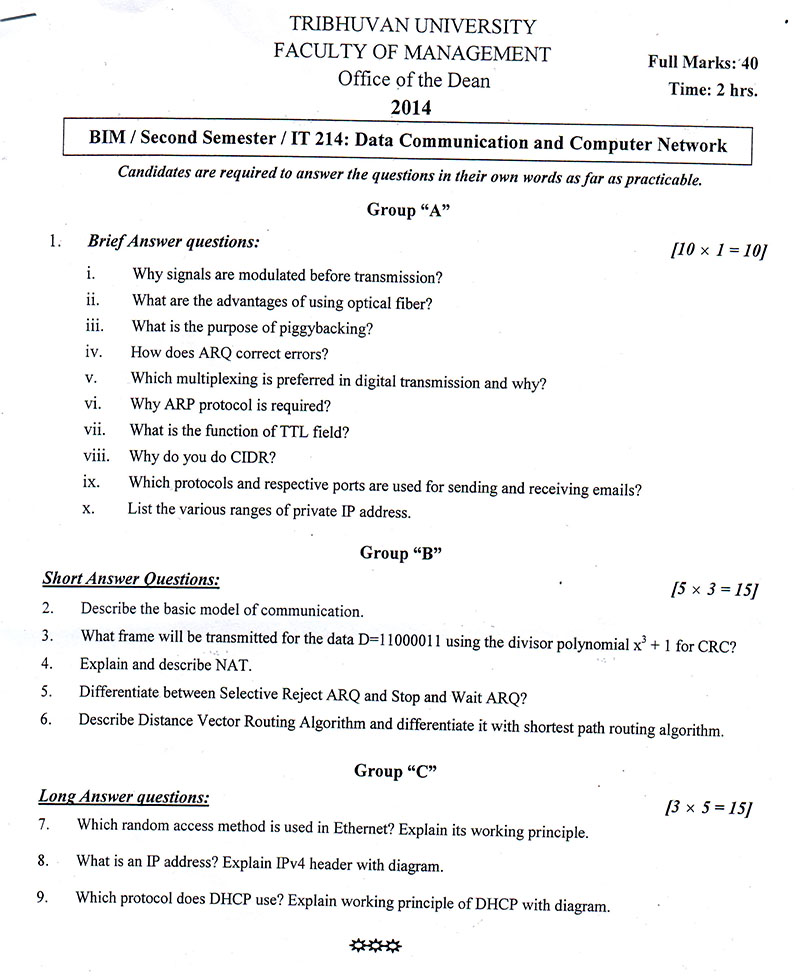 TRIBHUVAN UNIVERSITY
FACULTY OF MANAGEMENT
Office of the Dean
2014
Full Marks: 40
Time: 2 hrs.
BIM / Second Semester / IT 214: Data Communication and Computer Network
Candidates are required to answer the questions in their own words as far as practicable.
Group “A”
1. Brief Answer questions: [10 × 1 = 10]
i. Why signals are modulated before transmission?
ii. What are the advantages of using optical fiber?
iii. What is the purpose of piggybacking?
iv. How does ARQ correct errors?
v. Which multiplexing is preferred in digital transmission and why?
vi. Why ARP protocol is required?
vii. What is the function of TTL field?
viii. Why do you do CIDR?
ix. Which protocols and respective ports are used for sending and receiving emails?
x. List the various ranges of private IP address.
Group “B”
Short Answer Questions: [5 × 3 = 15]
2. Describe the basic model of communication.
3. What frame will be transmitted for the data D=11000011 using the divisor polynomial x³ + 1 for CRC?
4. Explain and describe NAT.
5. Differentiate between Selective Reject ARQ and Stop and Wait ARQ?
6. Describe Distance Vector Routing Algorithm and differentiate it with shortest path routing algorithm.
Group “C”
Long Answer questions: [3 × 5 = 15]
7. Which random access method is used in Ethernet? Explain its working principle.
8. What is an IP address? Explain IPv4 header with diagram.
9. Which protocol does DHCP use? Explain working principle of DHCP with diagram.